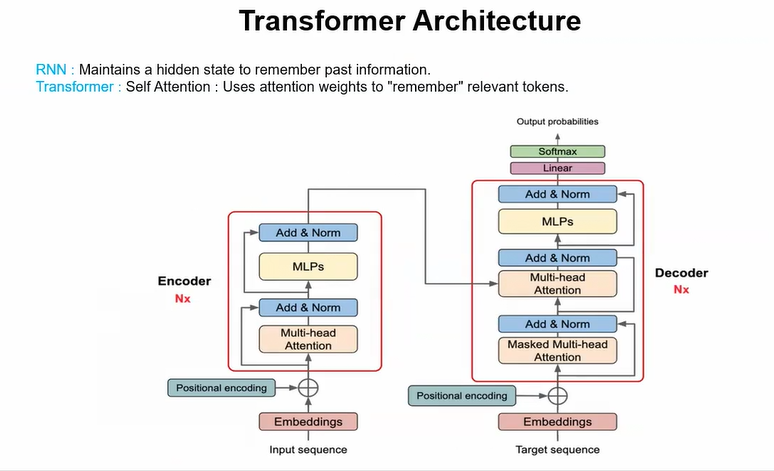 Transformer Architecture
RNN : Maintains a hidden state to remember past information.
Transformer : Self Attention : Uses attention weights to "remember" relevant tokens.
Output probabilities
Softmax
Linear
Add & Norm
MLPs
Add & Norm
Multi-head
Attention
Add & Norm
Masked Multi-head
Attention
Decoder
Nx
Positional encoding
Embeddings
Target sequence
Encoder
Nx
Add & Norm
MLPs
Add & Norm
Multi-head
Attention
Positional encoding
Embeddings
Input sequence